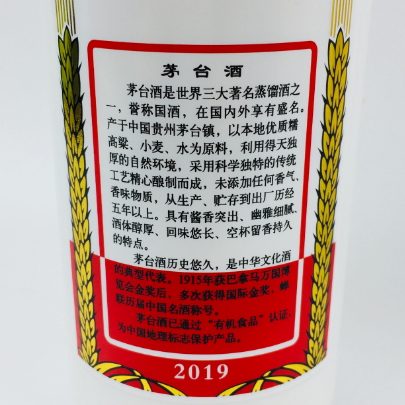 茅台酒
茅台酒是世界三大著名蒸馏酒之
一，誉称国酒，在国内外享有盛名。
产于中国贵州茅台镇，以本地优质糯
高粱、小麦、水为原料，利用得天独
厚的自然环境，采用科学独特的传统
工艺精心酿制而成，未添加任何香气、
香味物质，从生产、贮存到出厂历经
五年以上。具有酱香突出、幽雅细腻、
酒体醇厚、回味悠长、空杯留香持久
的特点。
茅台酒历史悠久，是中华文化酒
的典型代表。1915年获巴拿马万国博
览会金奖后，多次获得国际金奖，蝉
联历届中国名酒称号。
茅台酒已通过“有机食品”认证，
为中国地理标志保护产品。
2019